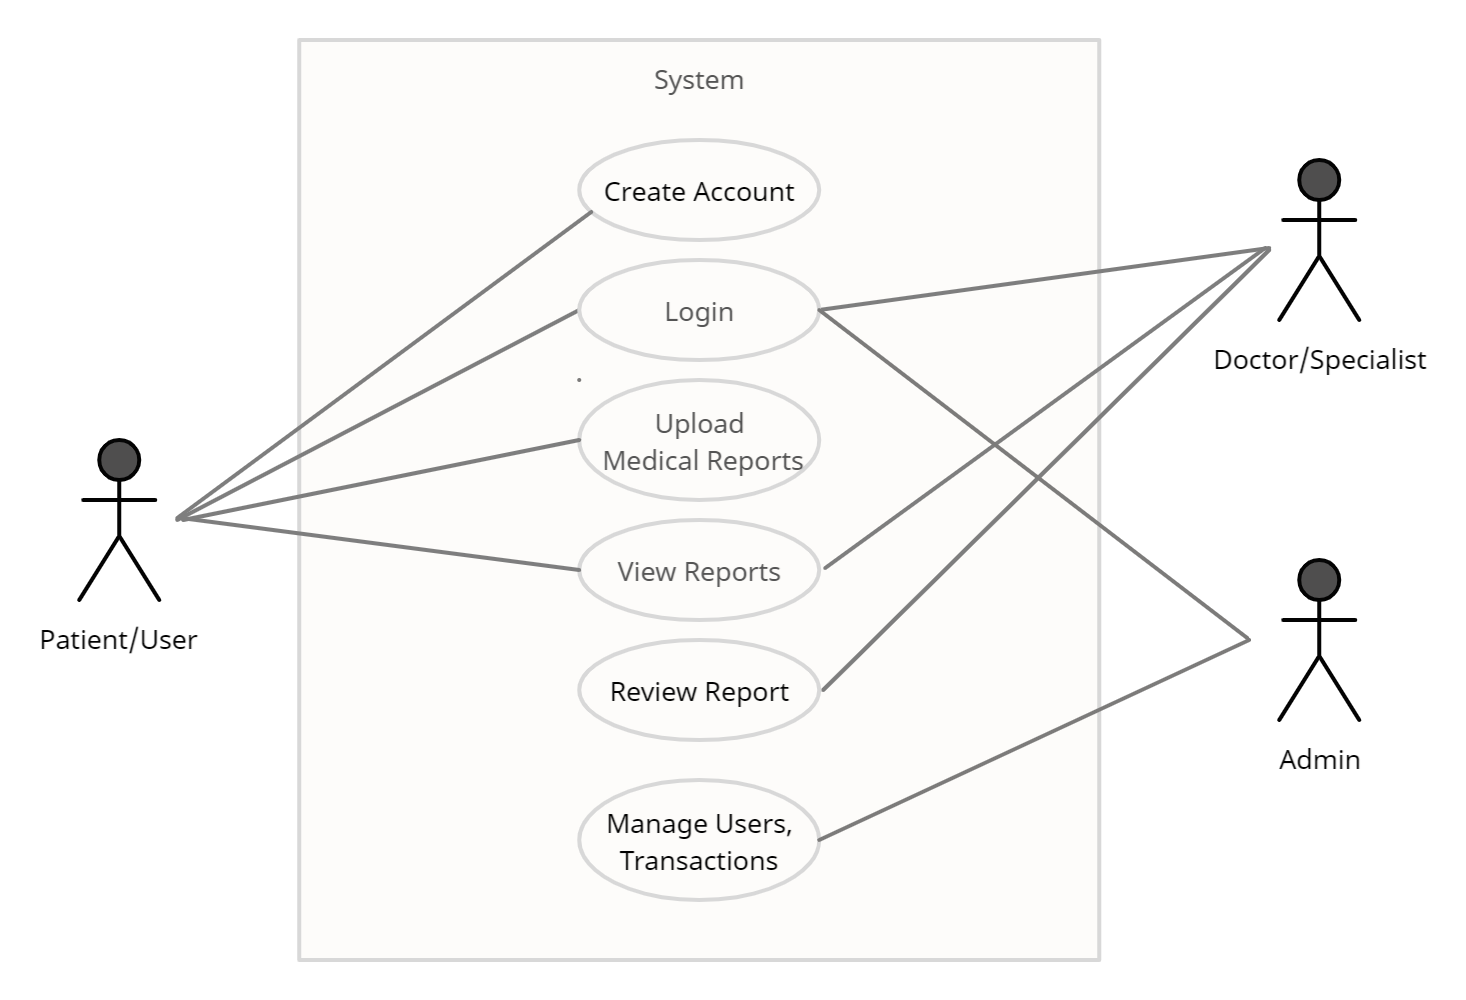 System
Create Account
Login
Upload
Medical Reports
View Reports
Review Report
Manage Users,
Transactions
Patient/User
Doctor/Specialist
Admin